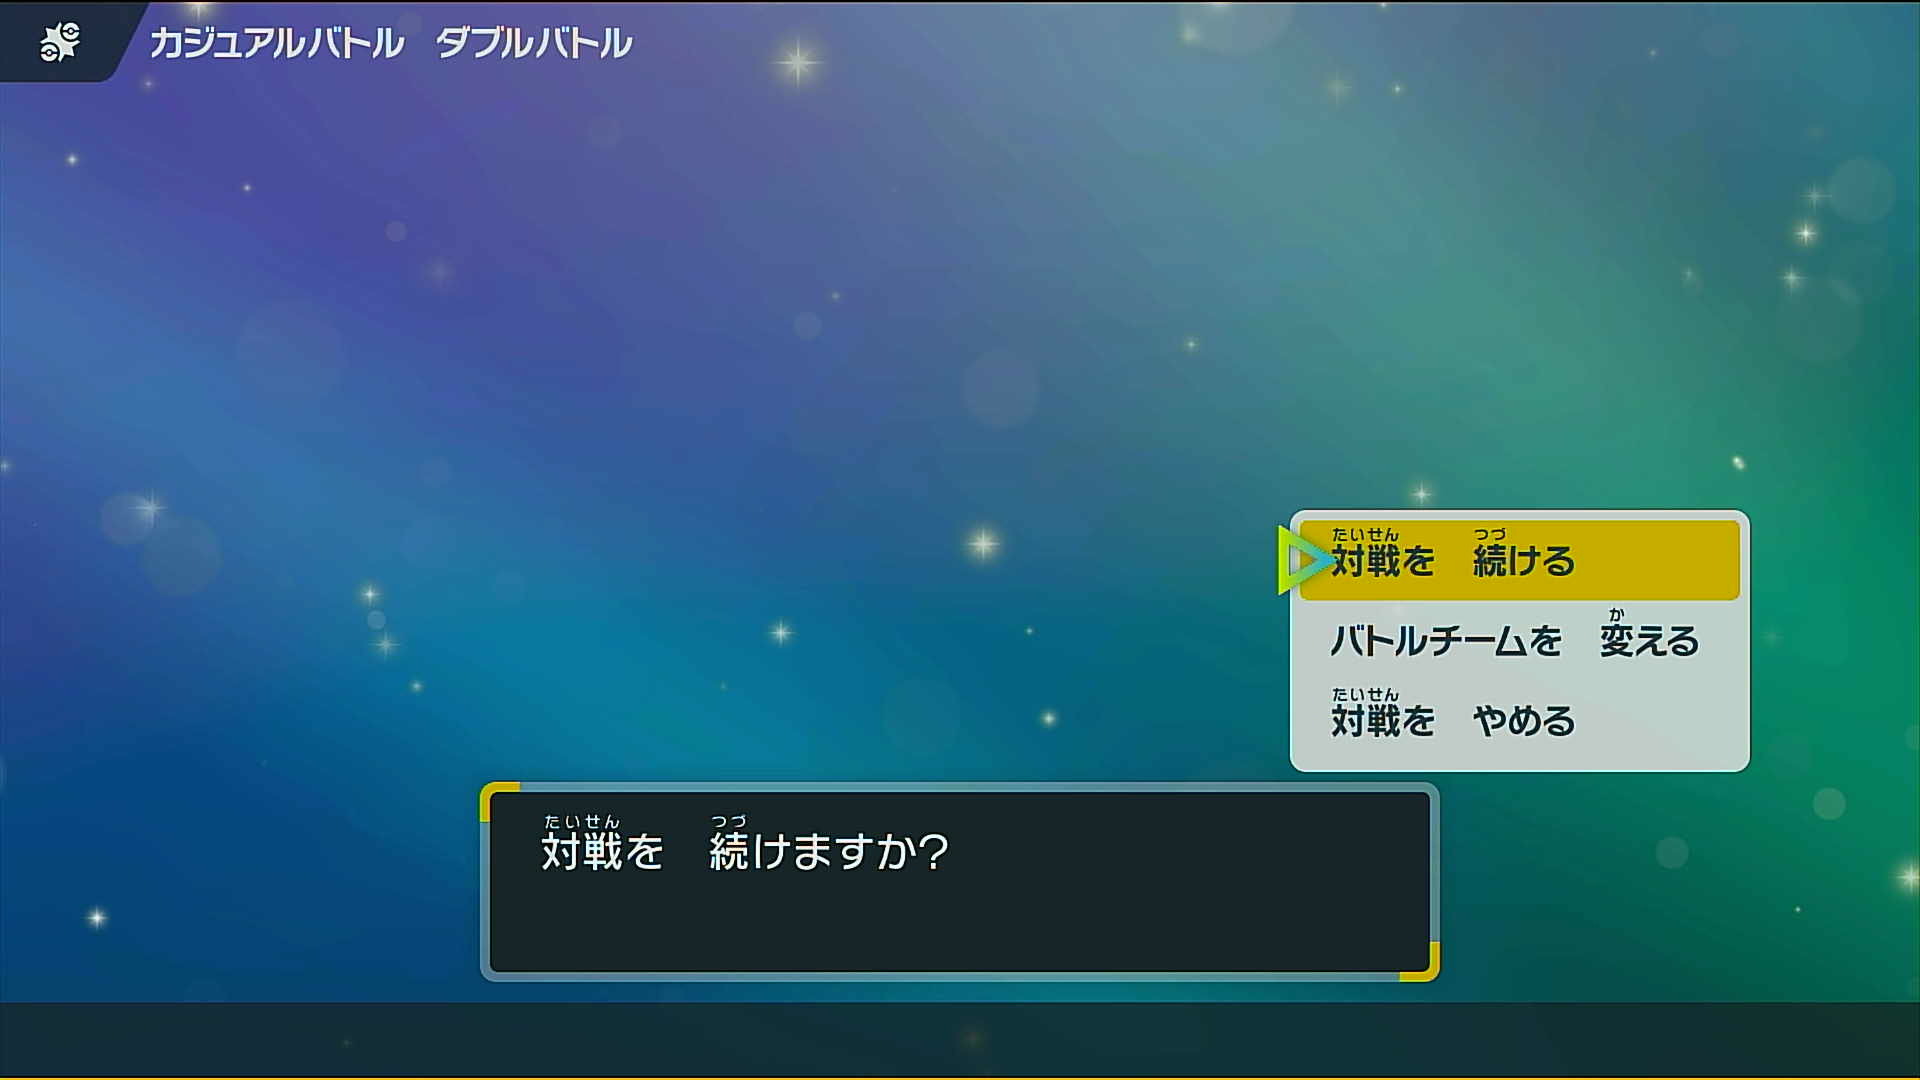 カジュアルバトル　ダブルバトル
たいせん　つづ
対戦を　続ける
か
バトルチームを　変える
たいせん
対戦を　やめる
たいせん　つづ
対戦を　続けますか?